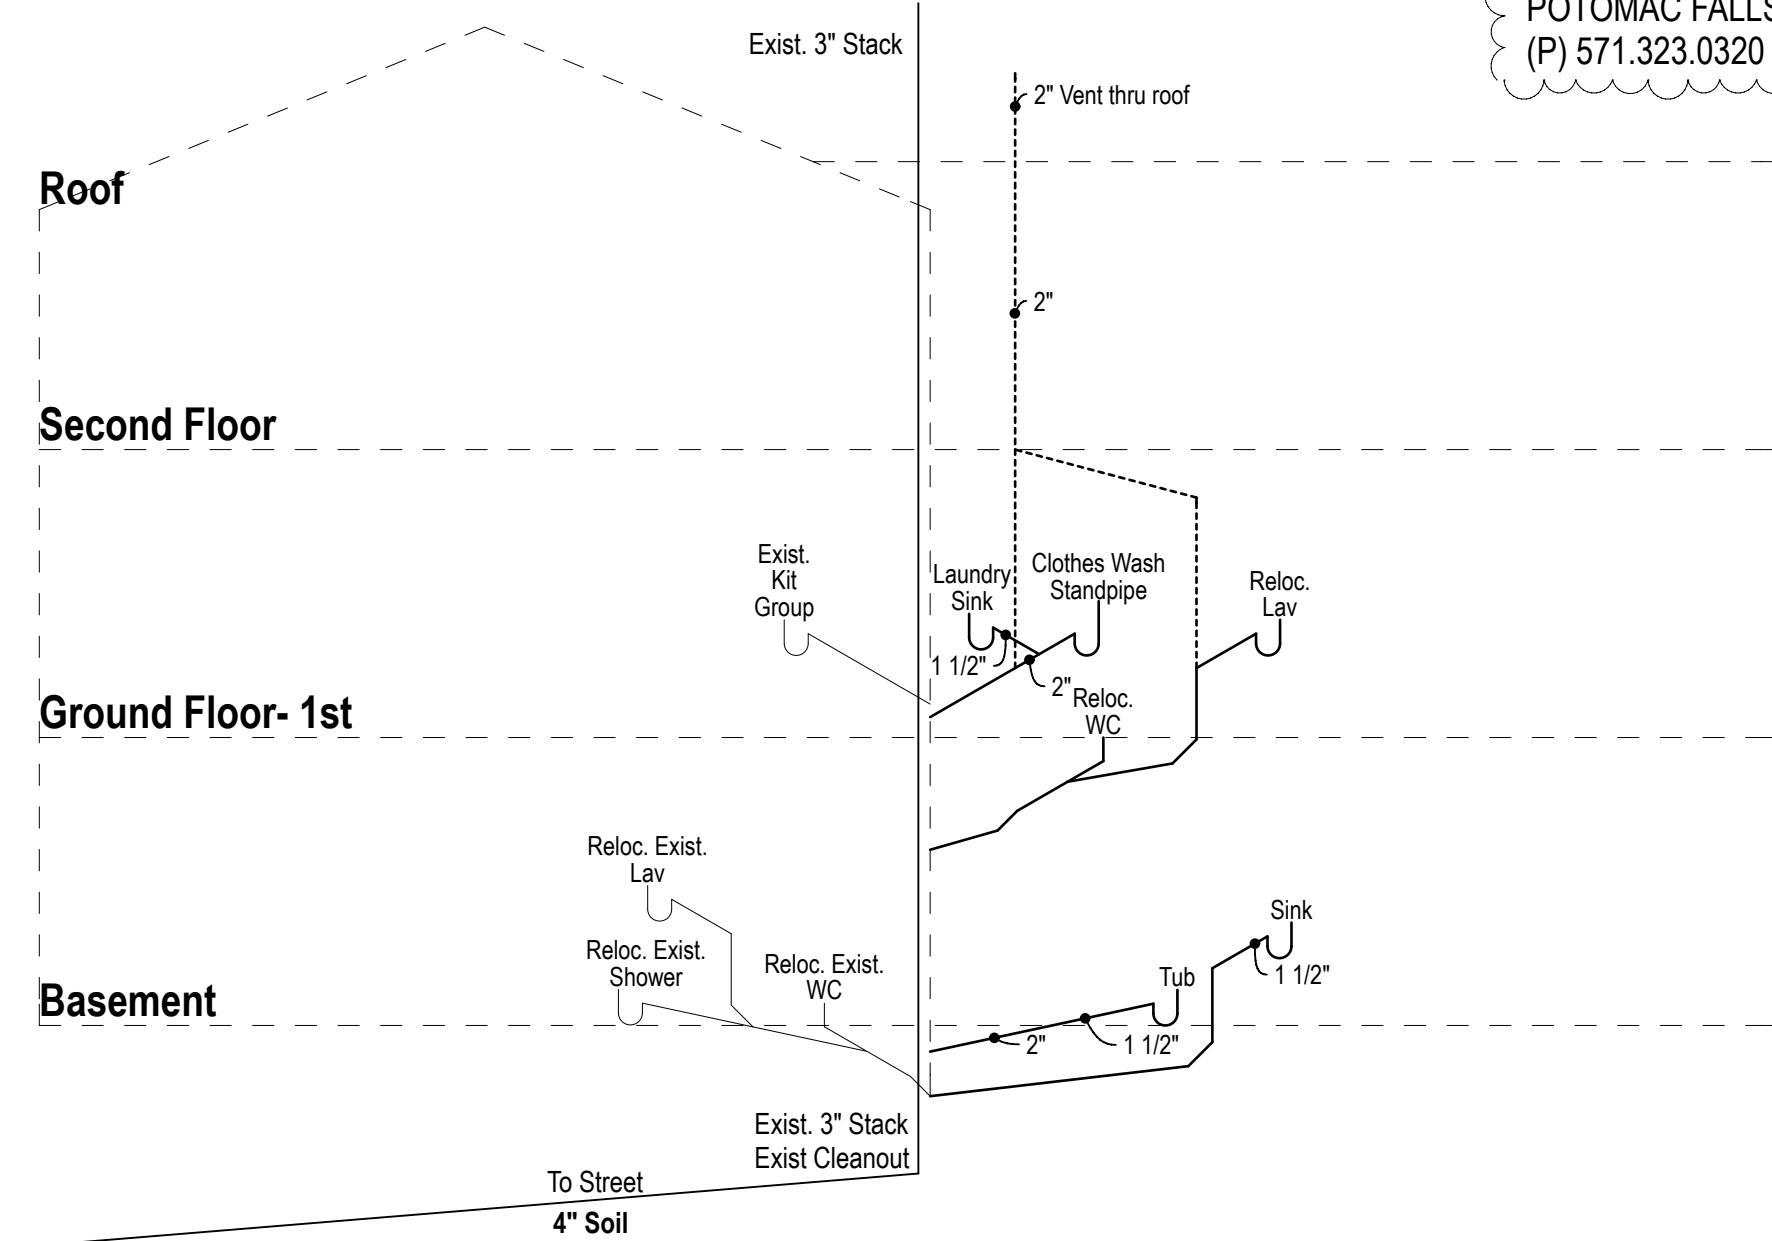 POTOMAC FALLS
(P) 571.323.0320
Exist. 3" Stack
2" Vent thru roof
Roof
2"
Second Floor
Exist.
Kit
Group
Laundry
Sink
Clothes Wash
Standpipe
Reloc.
Lav
1 1/2"
2"
Reloc.
WC
Ground Floor- 1st
Reloc. Exist.
Lav
Reloc. Exist.
Shower
Reloc. Exist.
WC
Sink
1 1/2"
Tub
Basement
2"
1 1/2"
Exist. 3" Stack
Exist Cleanout
To Street
4" Soil